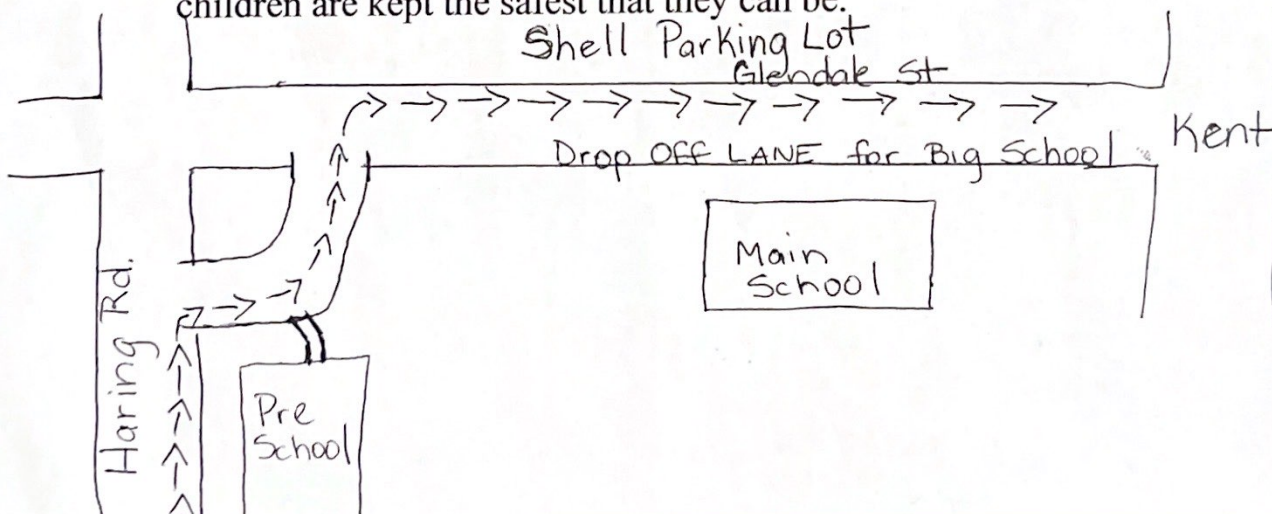 children are kept the safest that they can be.
Shell Parking Lot
Glendale St
Kent
Drop OFF LANE for Big School
Main
School
Haring Rd.
Pre
School